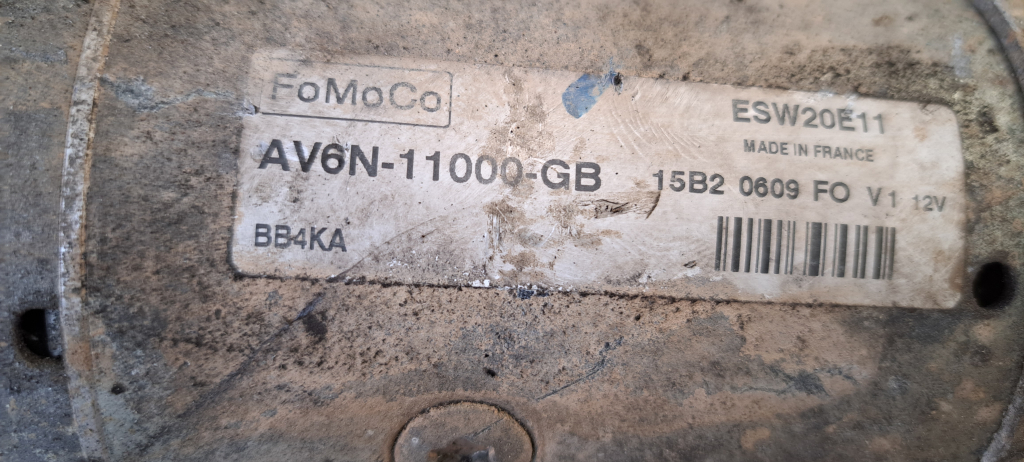 FoMoCo
ESW20E11
MADE IN FRANCE
AV6N-11000-GB
15B2 0609 FO V1 12V
BB4KA